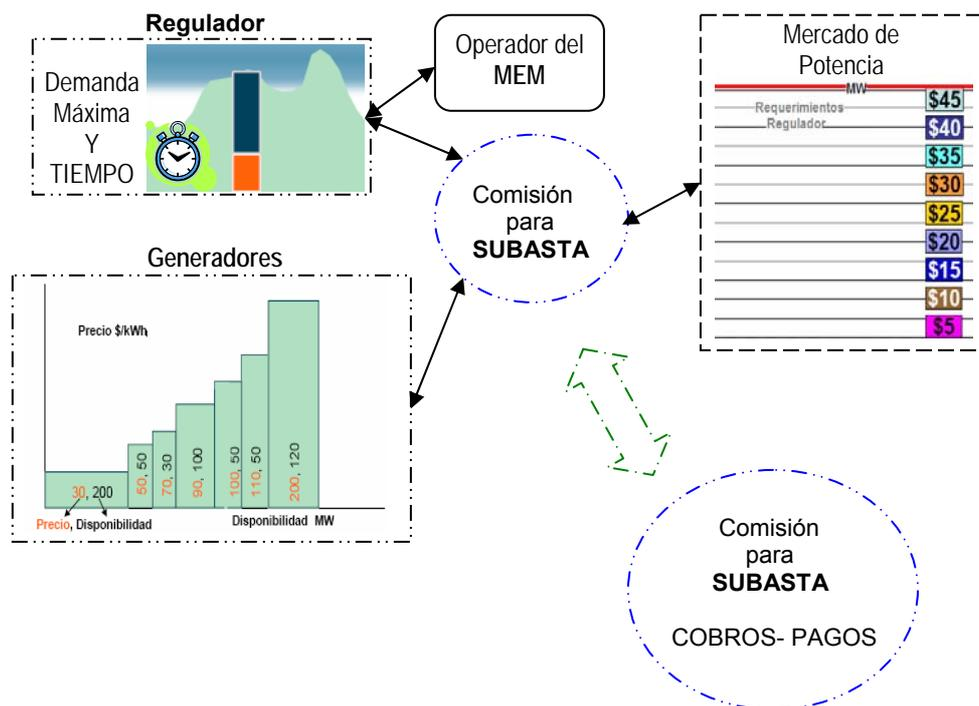 Regulador
Demanda
Máxima
Y
TIEMPO
Operador del
MEM
Mercado de
Potencia
MW
Requerimientos
Regulador
$45
$40
$35
$30
$25
$20
$15
$10
$5
Comisión
para
SUBASTA
Generadores
Precio $/kWh
30, 200
50, 50
70, 30
90, 100
100, 50
110, 50
200, 120
Precio, Disponibilidad
Disponibilidad MW
Comisión
para
SUBASTA
COBROS- PAGOS